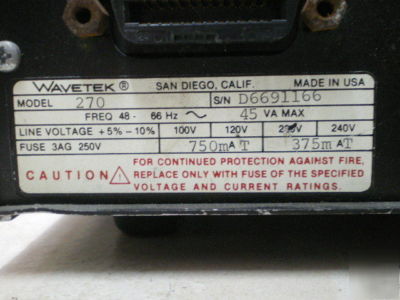 WAVETEK ® SAN DIEGO, CALIF. MADE IN USA
MODEL 270 S/N D6691166
FREQ 48 - 66 Hz ~ 45 VA MAX
LINE VOLTAGE +5% -10% 100V 120V 240V
FUSE 3AG 250V 750mA T 375mAT
CAUTION ! FOR CONTINUED PROTECTION AGAINST FIRE,
REPLACE ONLY WITH FUSE OF THE SPECIFIED
VOLTAGE AND CURRENT RATINGS.